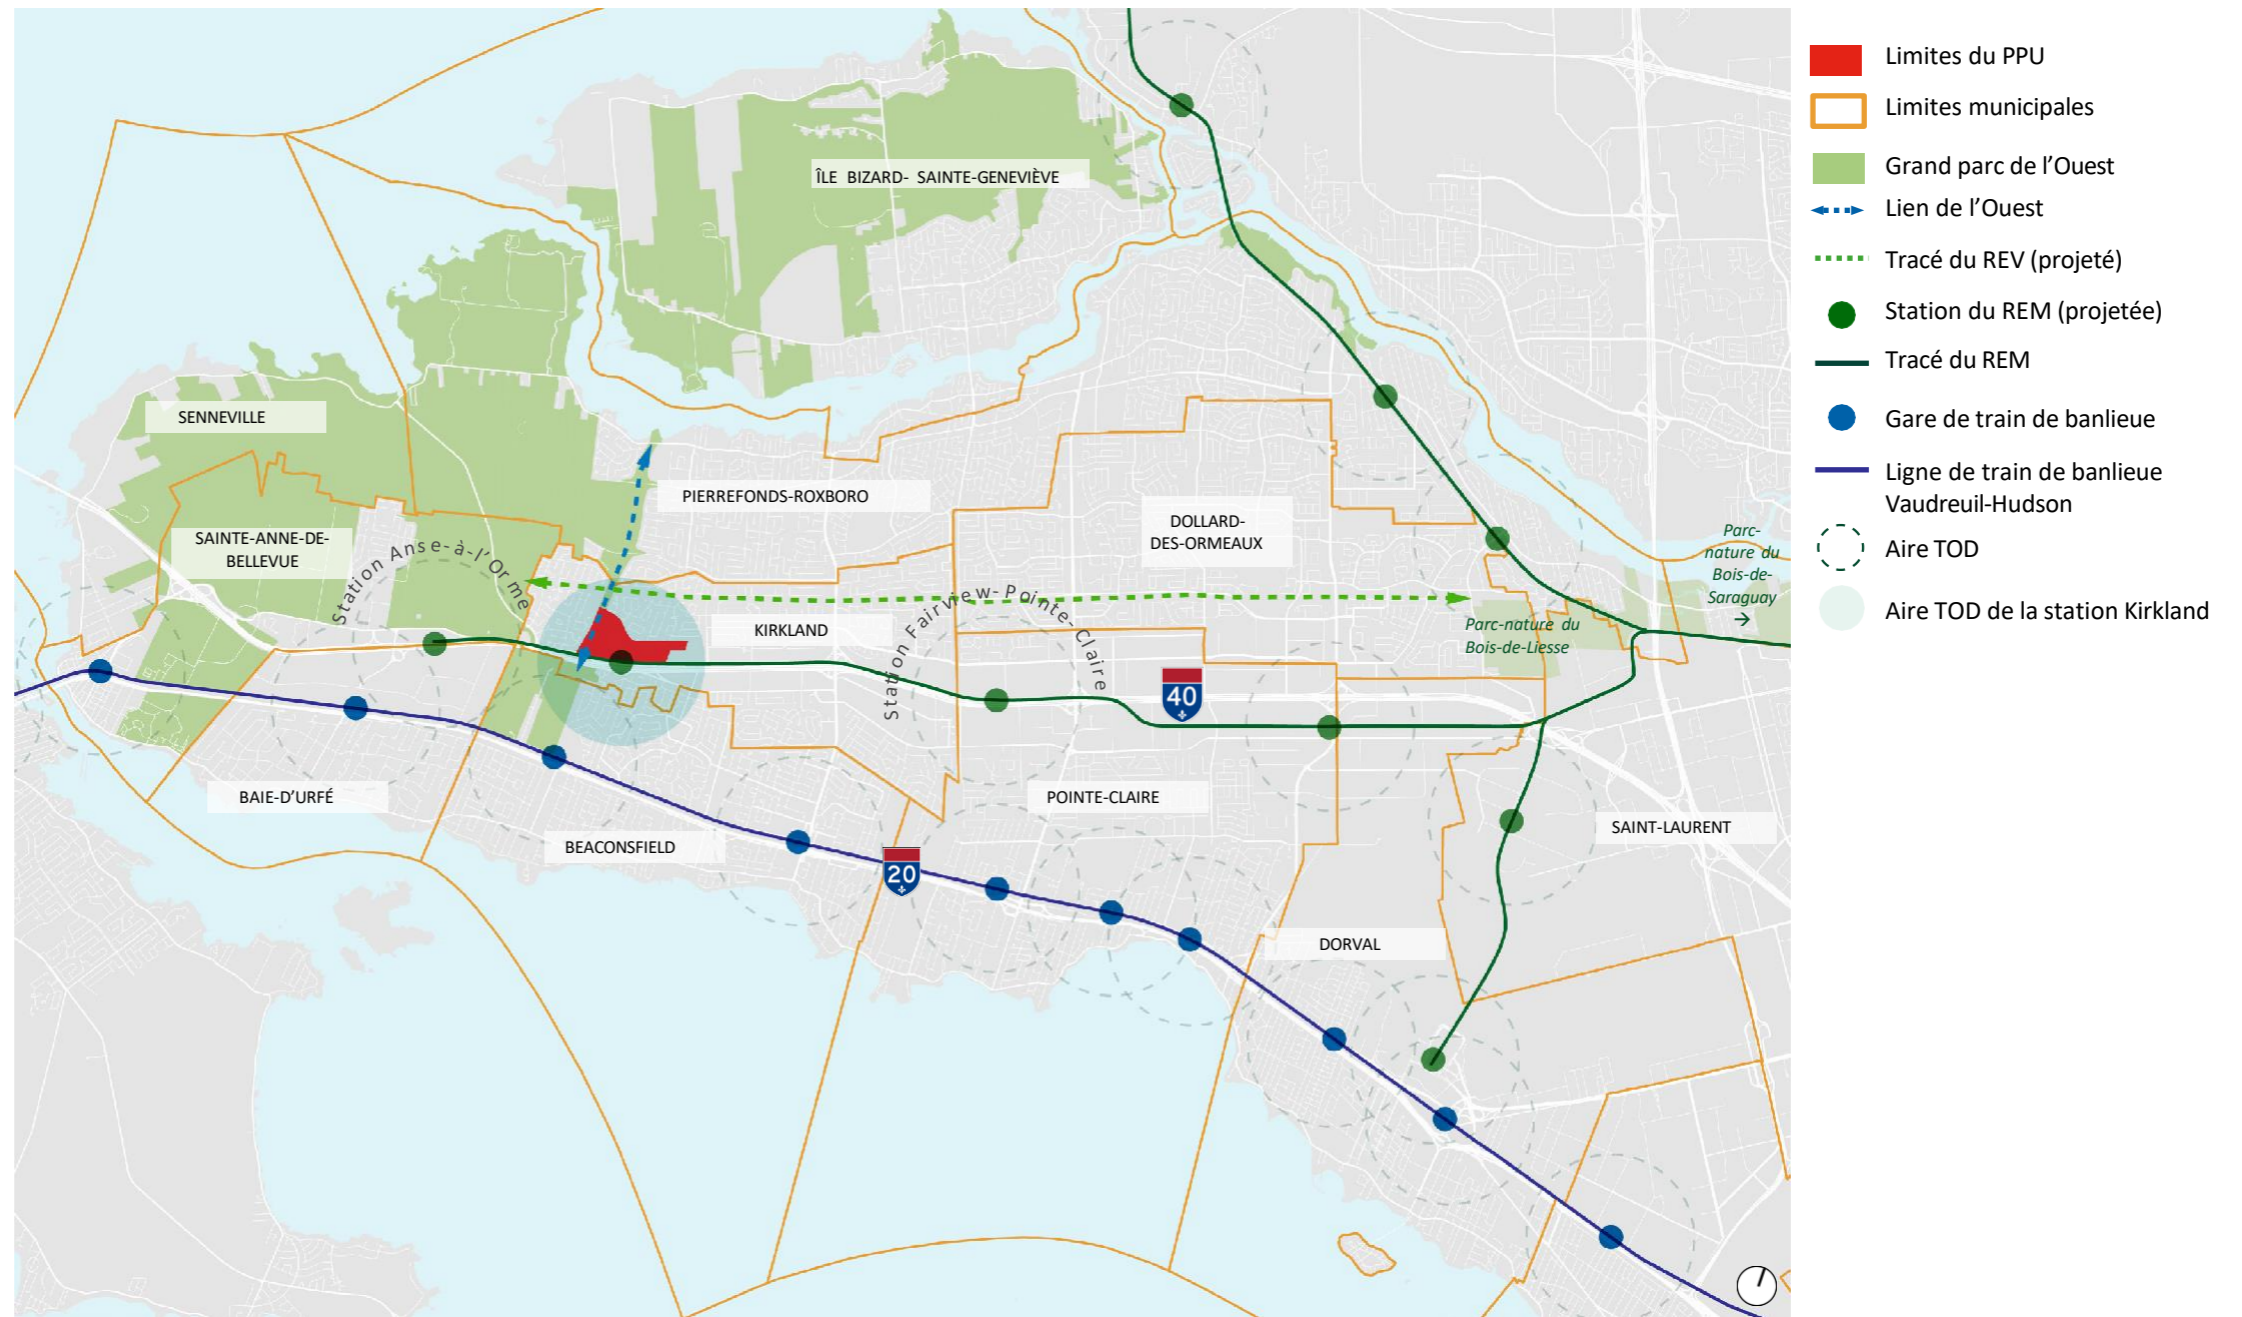 ÎLE BIZARD- SAINTE-GENEVIÈVE
SENNEVILLE
PIERREFONDS-ROXBORO
SAINTE-ANNE-DE-
BELLEVUE
DOLLARD-
DES-ORMEAUX
Parc-
nature du
Bois-de-
Saraguay
→
Station Anse-à-l'Orme
Station Fairview-Pointe-Claire
KIRKLAND
Parc-nature du
Bois-de-Liesse
40
BAIE-D'URFÉ
POINTE-CLAIRE
BEACONSFIELD
SAINT-LAURENT
20
DORVAL
Limites du PPU
Limites municipales
Grand parc de l'Ouest
Lien de l'Ouest
Tracé du REV (projeté)
Station du REM (projetée)
Tracé du REM
Gare de train de banlieue
Ligne de train de banlieue
Vaudreuil-Hudson
Aire TOD
Aire TOD de la station Kirkland